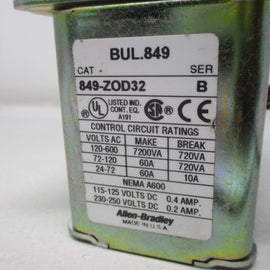 BUL.849
CAT SER
849-ZOD32 B
UL LISTED IND. CONT. EQ. A191 SA
CONTROL CIRCUIT RATINGS
VOLTS AC MAKE BREAK
120-600 7200VA 720VA
72-120 60A 720VA
24-72 60A 10A
NEMA A600
115-125 VOLTS DC 0.4 AMP.
230-250 VOLTS DC 0.2 AMP.
Allen-Bradley
MADE IN U.S.A.